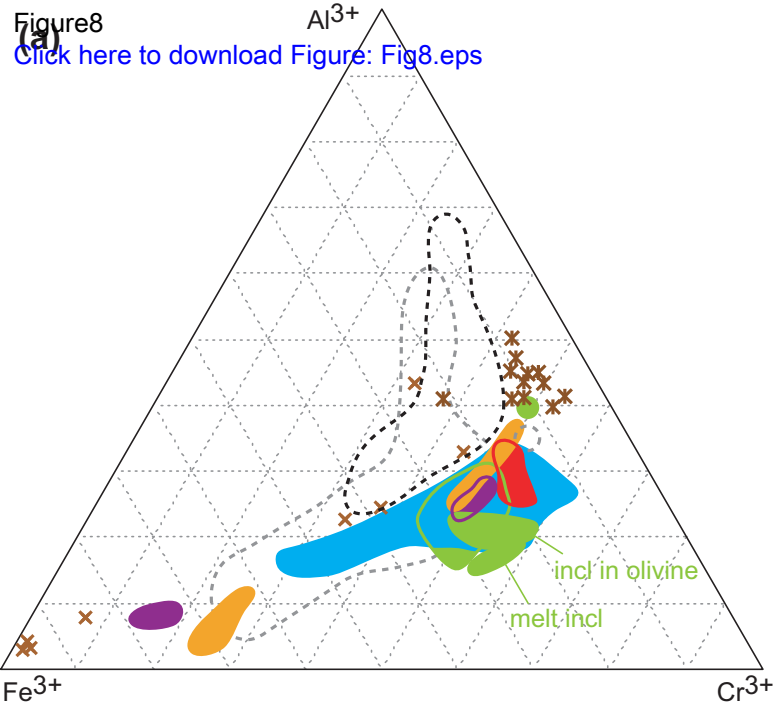 Figure8
Al3+
(a)
Click here to download Figure: Fig8.eps
incl in olivine
melt incl
Fe3+
Cr3+